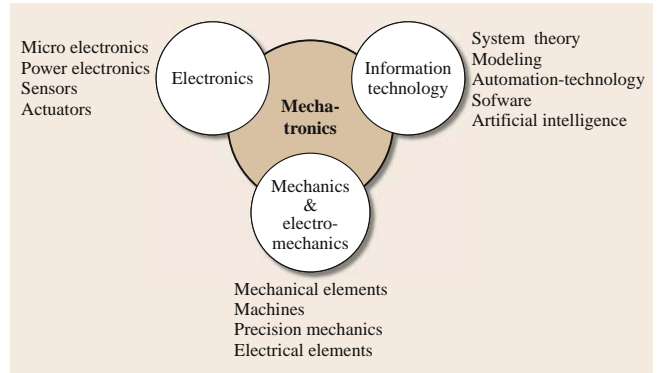 Micro electronics
Power electronics
Sensors
Actuators
Electronics
Mecha-
tronics
Information
technology
System theory
Modeling
Automation-technology
Sofware
Artificial intelligence
Mechanics
&
electro-
mechanics
Mechanical elements
Machines
Precision mechanics
Electrical elements